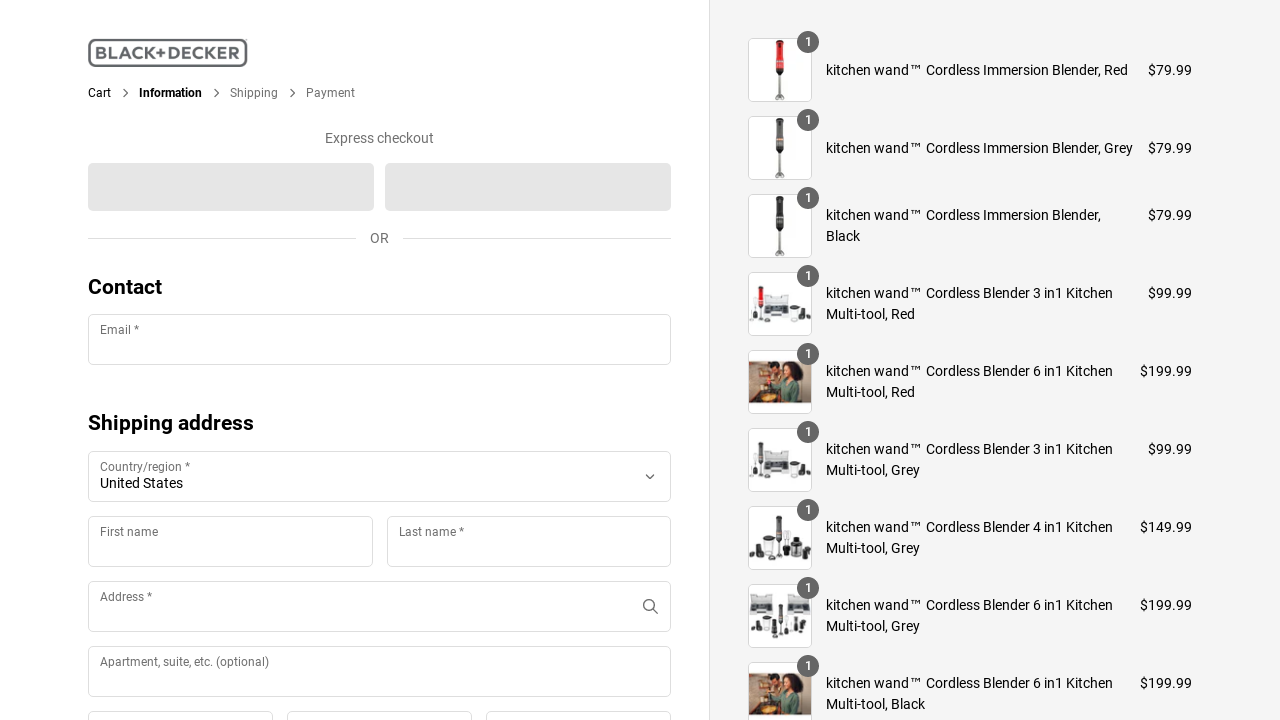 BLACK+DECKER
Cart
Information
Shipping
Payment
Express checkout
OR
Contact
Email *
Shipping address
Country/region *
United States
First name
Last name *
Address *
Apartment, suite, etc. (optional)
1
kitchen wand™ Cordless Immersion Blender, Red
$79.99
1
kitchen wand™ Cordless Immersion Blender, Grey
$79.99
1
kitchen wand™ Cordless Immersion Blender,
Black
$79.99
1
kitchen wand™ Cordless Blender 3 in1 Kitchen
Multi-tool, Red
$99.99
1
kitchen wand™ Cordless Blender 6 in1 Kitchen
Multi-tool, Red
$199.99
1
kitchen wand™ Cordless Blender 3 in1 Kitchen
Multi-tool, Grey
$99.99
1
kitchen wand™ Cordless Blender 4 in1 Kitchen
Multi-tool, Grey
$149.99
1
kitchen wand™ Cordless Blender 6 in1 Kitchen
Multi-tool, Grey
$199.99
1
kitchen wand™ Cordless Blender 6 in1 Kitchen
Multi-tool, Black
$199.99